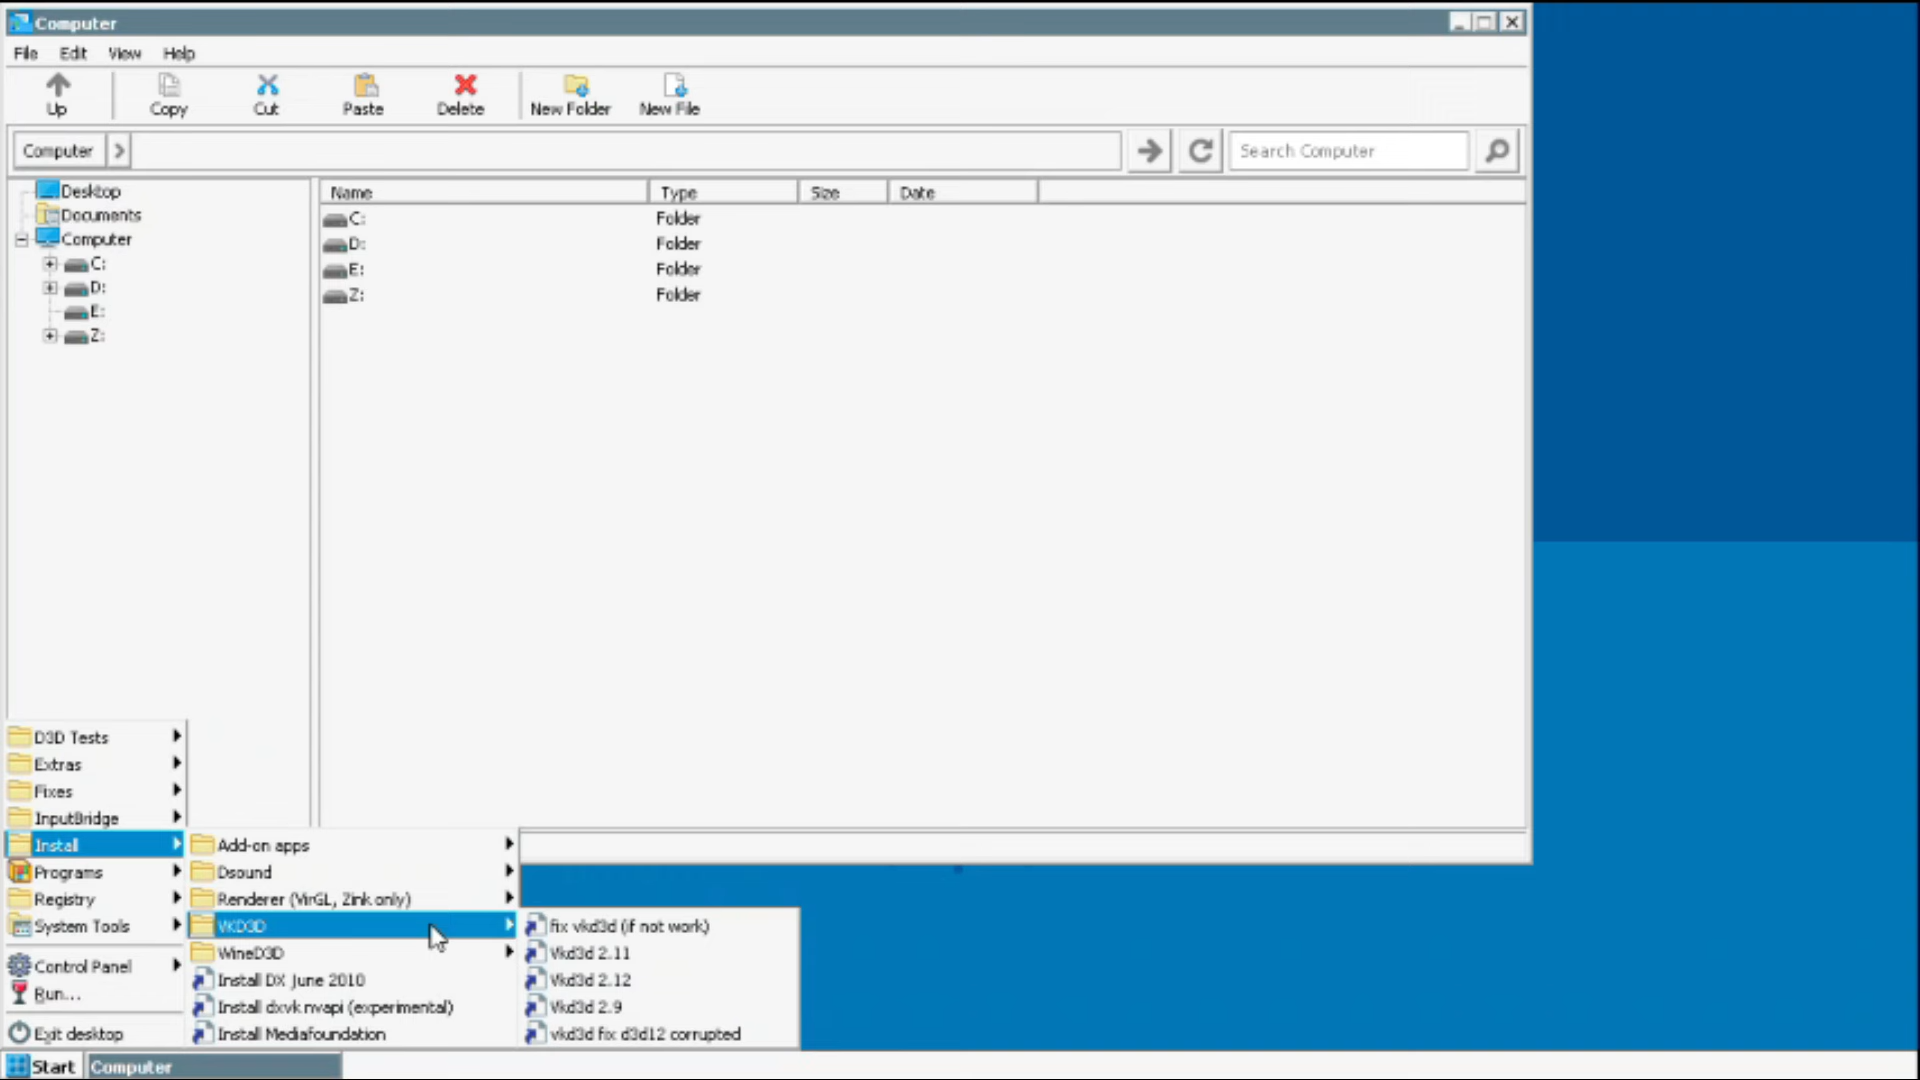 Computer
File Edit View Help
Up Copy Cut Paste Delete New Folder New File
Computer Search Computer
Desktop
Documents
Computer
C:
D:
E:
Z:
Name Type Size Date
C: Folder
D: Folder
E: Folder
Z: Folder
D3D Tests
Extras
Fixes
InputBridge
Install
Programs
Registry
System Tools
Control Panel
Run...
Exit desktop
Add-on apps
Dsound
Renderer (VirGL, Zink only)
VKD3D
WineD3D
Install DX June 2010
Install dxvk nvapi (experimental)
Install Mediafoundation
fix vkd3d (if not work)
Vkd3d 2.11
Vkd3d 2.12
Vkd3d 2.9
vkd3d fix d3d12 corrupted
Start Computer